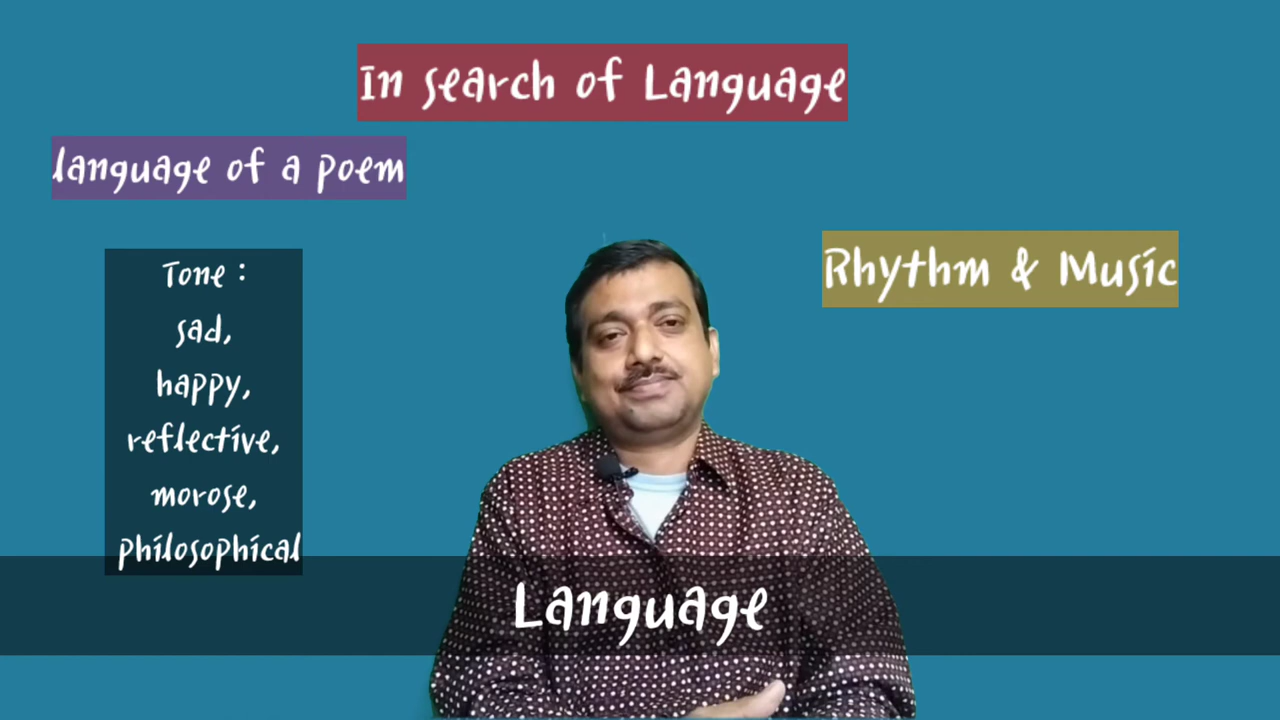 In search of Language
language of a poem
Rhythm & Music
Tone :
sad,
happy,
reflective,
morose,
philosophical
Language